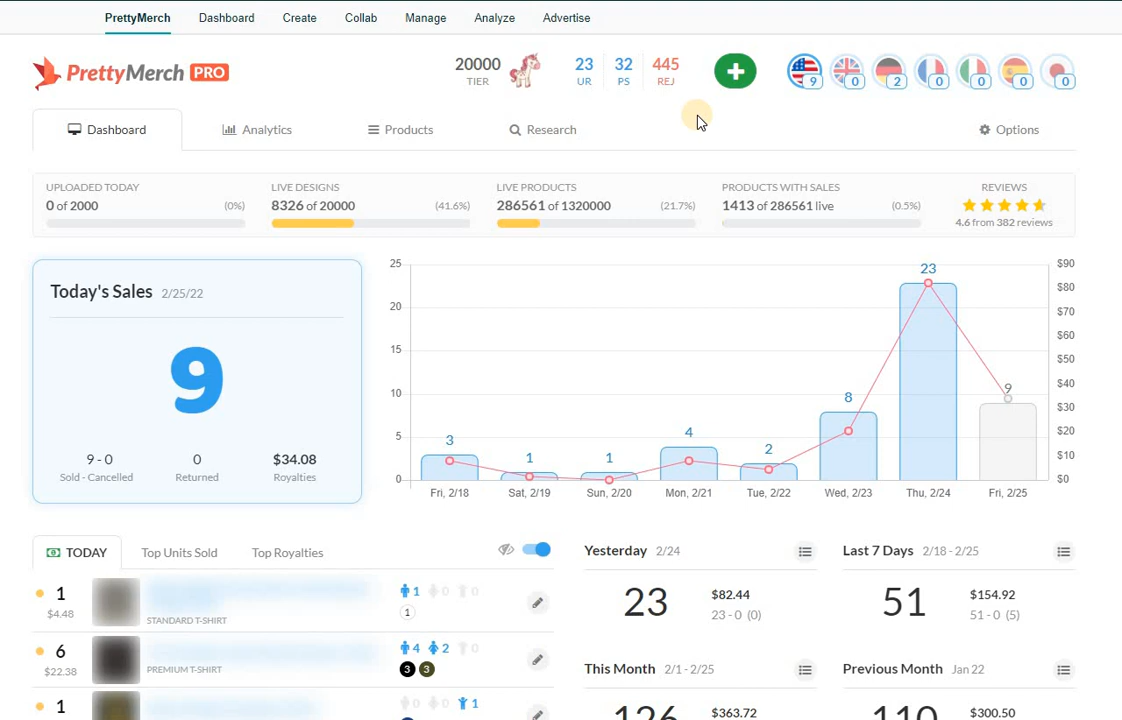 PrettyMerch Dashboard Create Collab Manage Analyze Advertise
PrettyMerch PRO
20000 TIER
23 UR
32 PS
445 REJ
9 0 2 0 0 0 0
Dashboard Analytics Products Research Options
UPLOADED TODAY
0 of 2000 (0%)
LIVE DESIGNS
8326 of 20000 (41.6%)
LIVE PRODUCTS
286561 of 1320000 (21.7%)
PRODUCTS WITH SALES
1413 of 286561 live (0.5%)
REVIEWS
4.6 from 382 reviews
Today's Sales 2/25/22
9
9 - 0 0 $34.08
Sold - Cancelled Returned Royalties
25 20 15 10 5 0
3 1 1 4 2 8 23 9
$90 $80 $70 $60 $50 $40 $30 $20 $10 $0
Fri, 2/18 Sat, 2/19 Sun, 2/20 Mon, 2/21 Tue, 2/22 Wed, 2/23 Thu, 2/24 Fri, 2/25
TODAY Top Units Sold Top Royalties
1
$4.48
STANDARD T-SHIRT
1 0 0
1
6
$22.38
PREMIUM T-SHIRT
4 2 0
3 3
1
0 0 1
Yesterday 2/24
23 $82.44
23 - 0 (0)
Last 7 Days 2/18 - 2/25
51 $154.92
51 - 0 (5)
This Month 2/1 - 2/25
126 $363.72
Previous Month Jan 22
110 $300.50